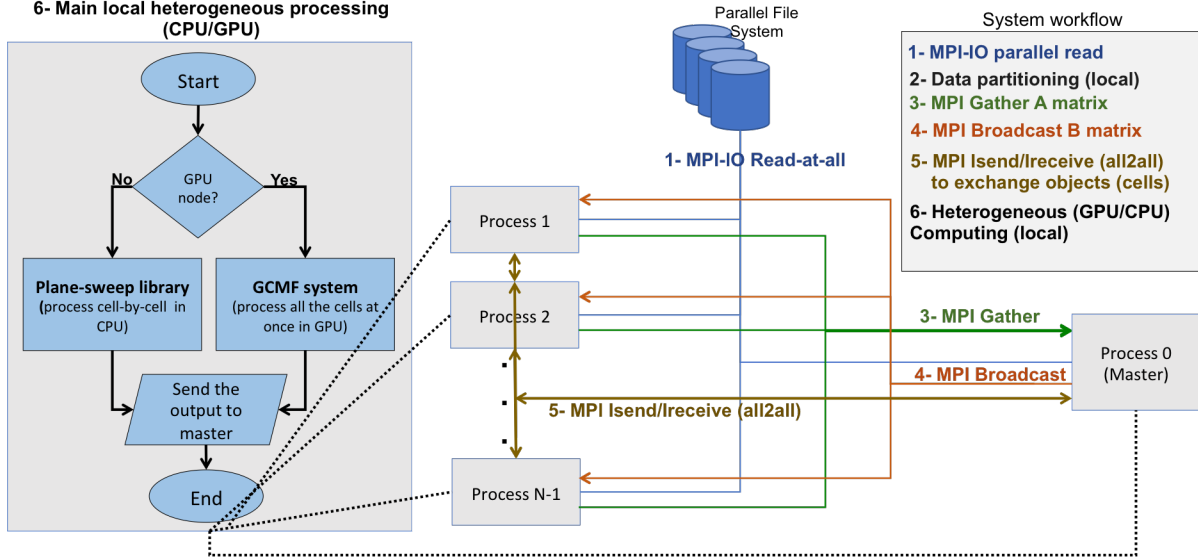 6- Main local heterogeneous processing
(CPU/GPU)
Start
GPU
node?
No
Yes
Plane-sweep library
(process cell-by-cell in
CPU)
GCMF system
(process all the cells at
once in GPU)
Send the
output to
master
End
Parallel File
System
1- MPI-IO Read-at-all
Process 1
Process 2
Process N-1
5- MPI Isend/Ireceive (all2all)
3- MPI Gather
4- MPI Broadcast
Process 0
(Master)
System workflow
1- MPI-IO parallel read
2- Data partitioning (local)
3- MPI Gather A matrix
4- MPI Broadcast B matrix
5- MPI Isend/Ireceive (all2all)
to exchange objects (cells)
6- Heterogeneous (GPU/CPU)
Computing (local)